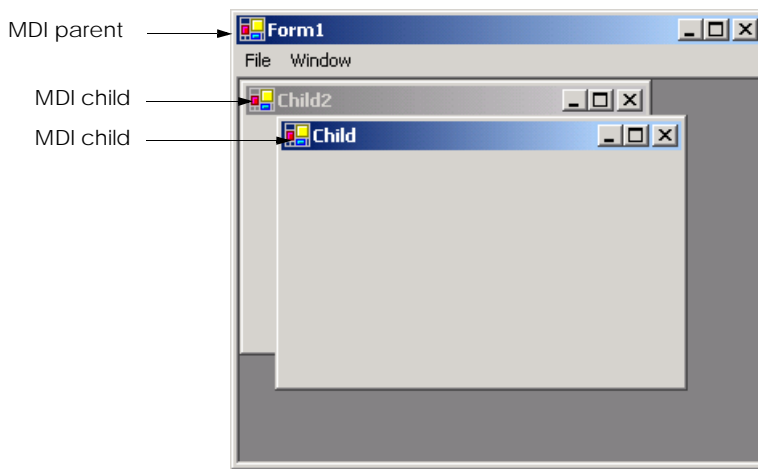 MDI parent
Form1
File Window
MDI child
Child2
MDI child
Child